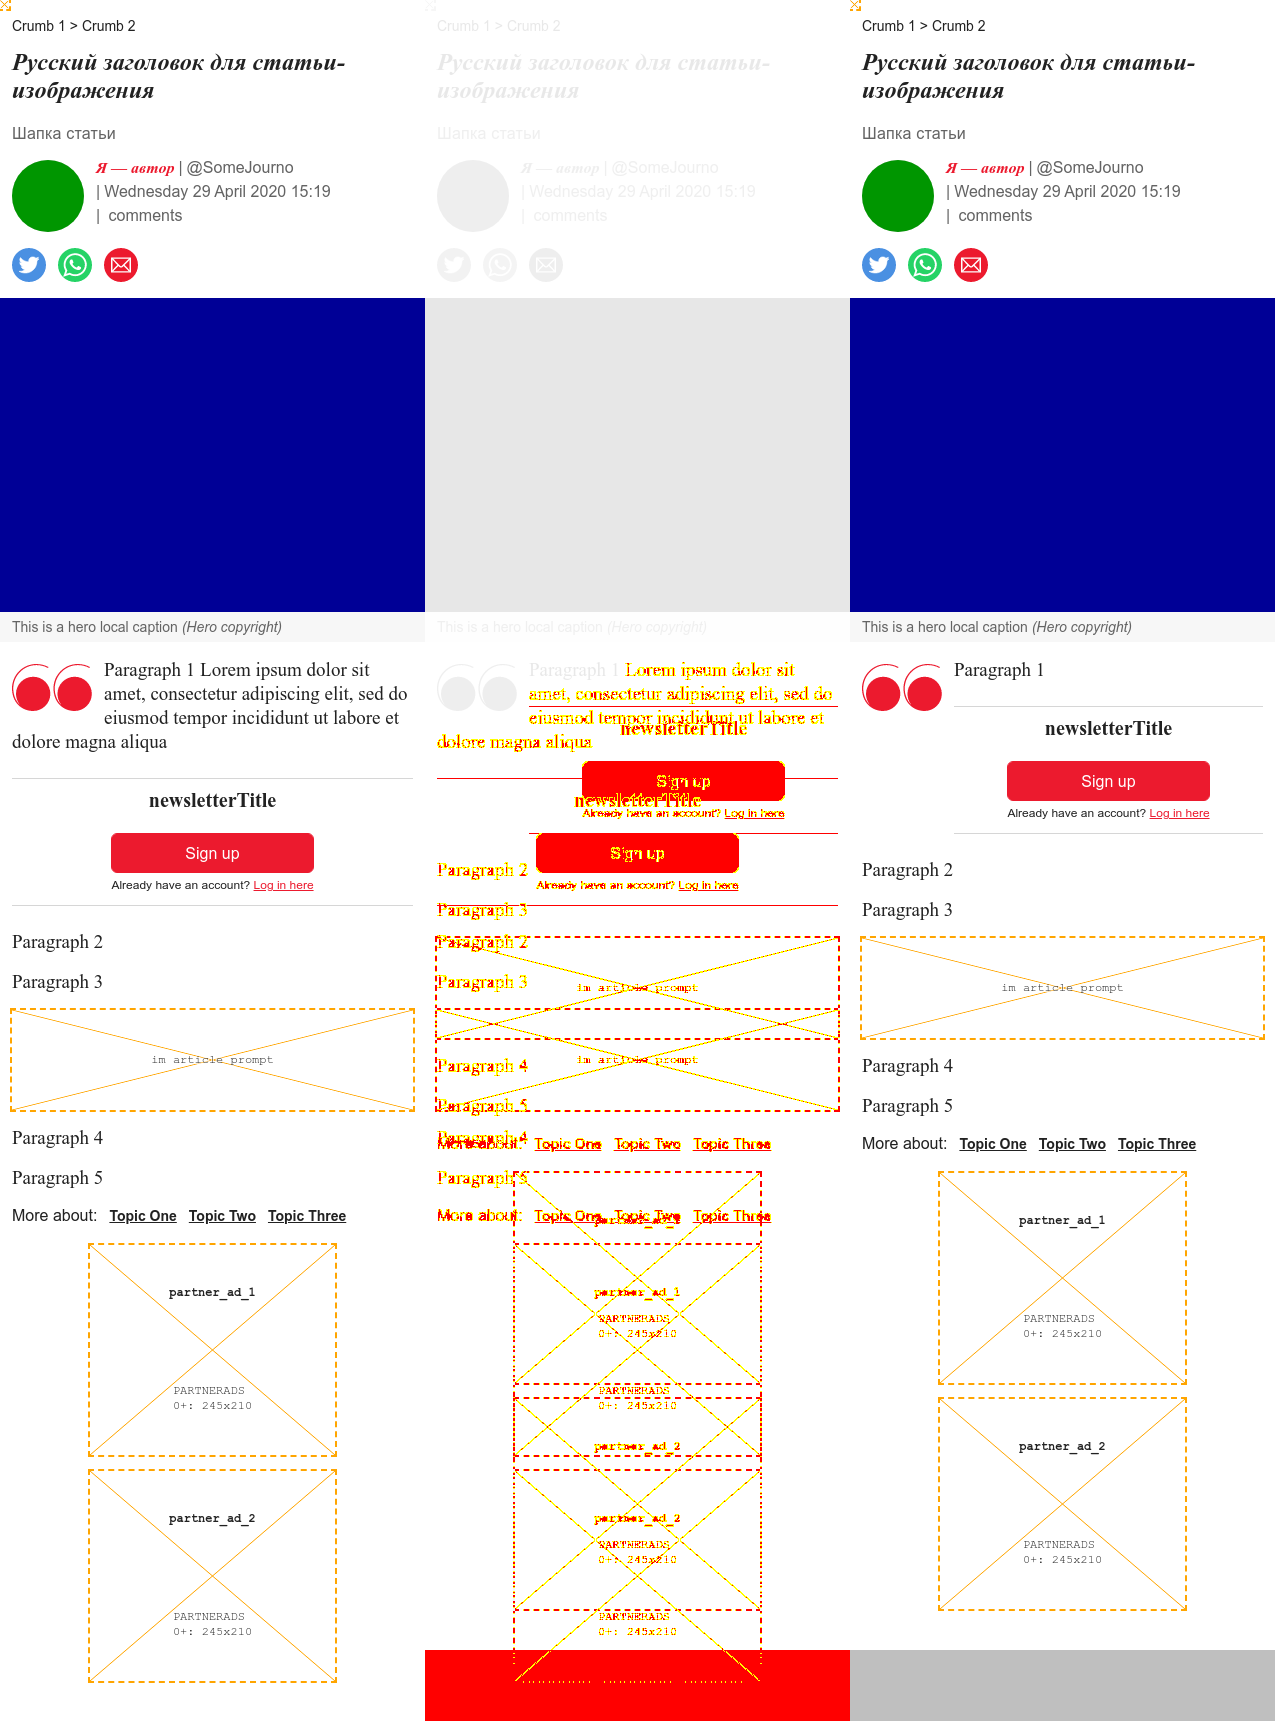 Crumb 1 > Crumb 2
Русский заголовок для статьи-
изображения
Шапка статьи
Я — автор | @SomeJourno
| Wednesday 29 April 2020 15:19
| comments
This is a hero local caption (Hero copyright)
Paragraph 1 Lorem ipsum dolor sit
amet, consectetur adipiscing elit, sed do
eiusmod tempor incididunt ut labore et
dolore magna aliqua
newsletterTitle
Sign up
Already have an account? Log in here
Paragraph 2
Paragraph 3
im article prompt
Paragraph 4
Paragraph 5
More about: Topic One Topic Two Topic Three
partner_ad_1
PARTNERADS
0+: 245x210
partner_ad_2
PARTNERADS
0+: 245x210
Crumb 1 > Crumb 2
Русский заголовок для статьи-
изображения
Шапка статьи
Я — автор | @SomeJourno
| Wednesday 29 April 2020 15:19
| comments
This is a hero local caption (Hero copyright)
Paragraph 1 Lorem ipsum dolor sit
amet, consectetur adipiscing elit, sed do
eiusmod tempor incididunt ut labore et
newsletterTitle
dolore magna aliqua
Sign up
newsletterTitle
Already have an account? Log in here
Sign up
Paragraph 2
Already have an account? Log in here
Paragraph 3
Paragraph 2
Paragraph 3
im article prompt
im article prompt
Paragraph 4
Paragraph 5
Paragraph 4
More about: Topic One Topic Two Topic Three
Paragraph 5
More about: Topic One Topic Two Topic Three
partner_ad_1
partner_ad_1
PARTNERADS
0+: 245x210
PARTNERADS
0+: 245x210
partner_ad_2
partner_ad_2
PARTNERADS
0+: 245x210
PARTNERADS
0+: 245x210
Crumb 1 > Crumb 2
Русский заголовок для статьи-
изображения
Шапка статьи
Я — автор | @SomeJourno
| Wednesday 29 April 2020 15:19
| comments
This is a hero local caption (Hero copyright)
Paragraph 1
newsletterTitle
Sign up
Already have an account? Log in here
Paragraph 2
Paragraph 3
im article prompt
Paragraph 4
Paragraph 5
More about: Topic One Topic Two Topic Three
partner_ad_1
PARTNERADS
0+: 245x210
partner_ad_2
PARTNERADS
0+: 245x210